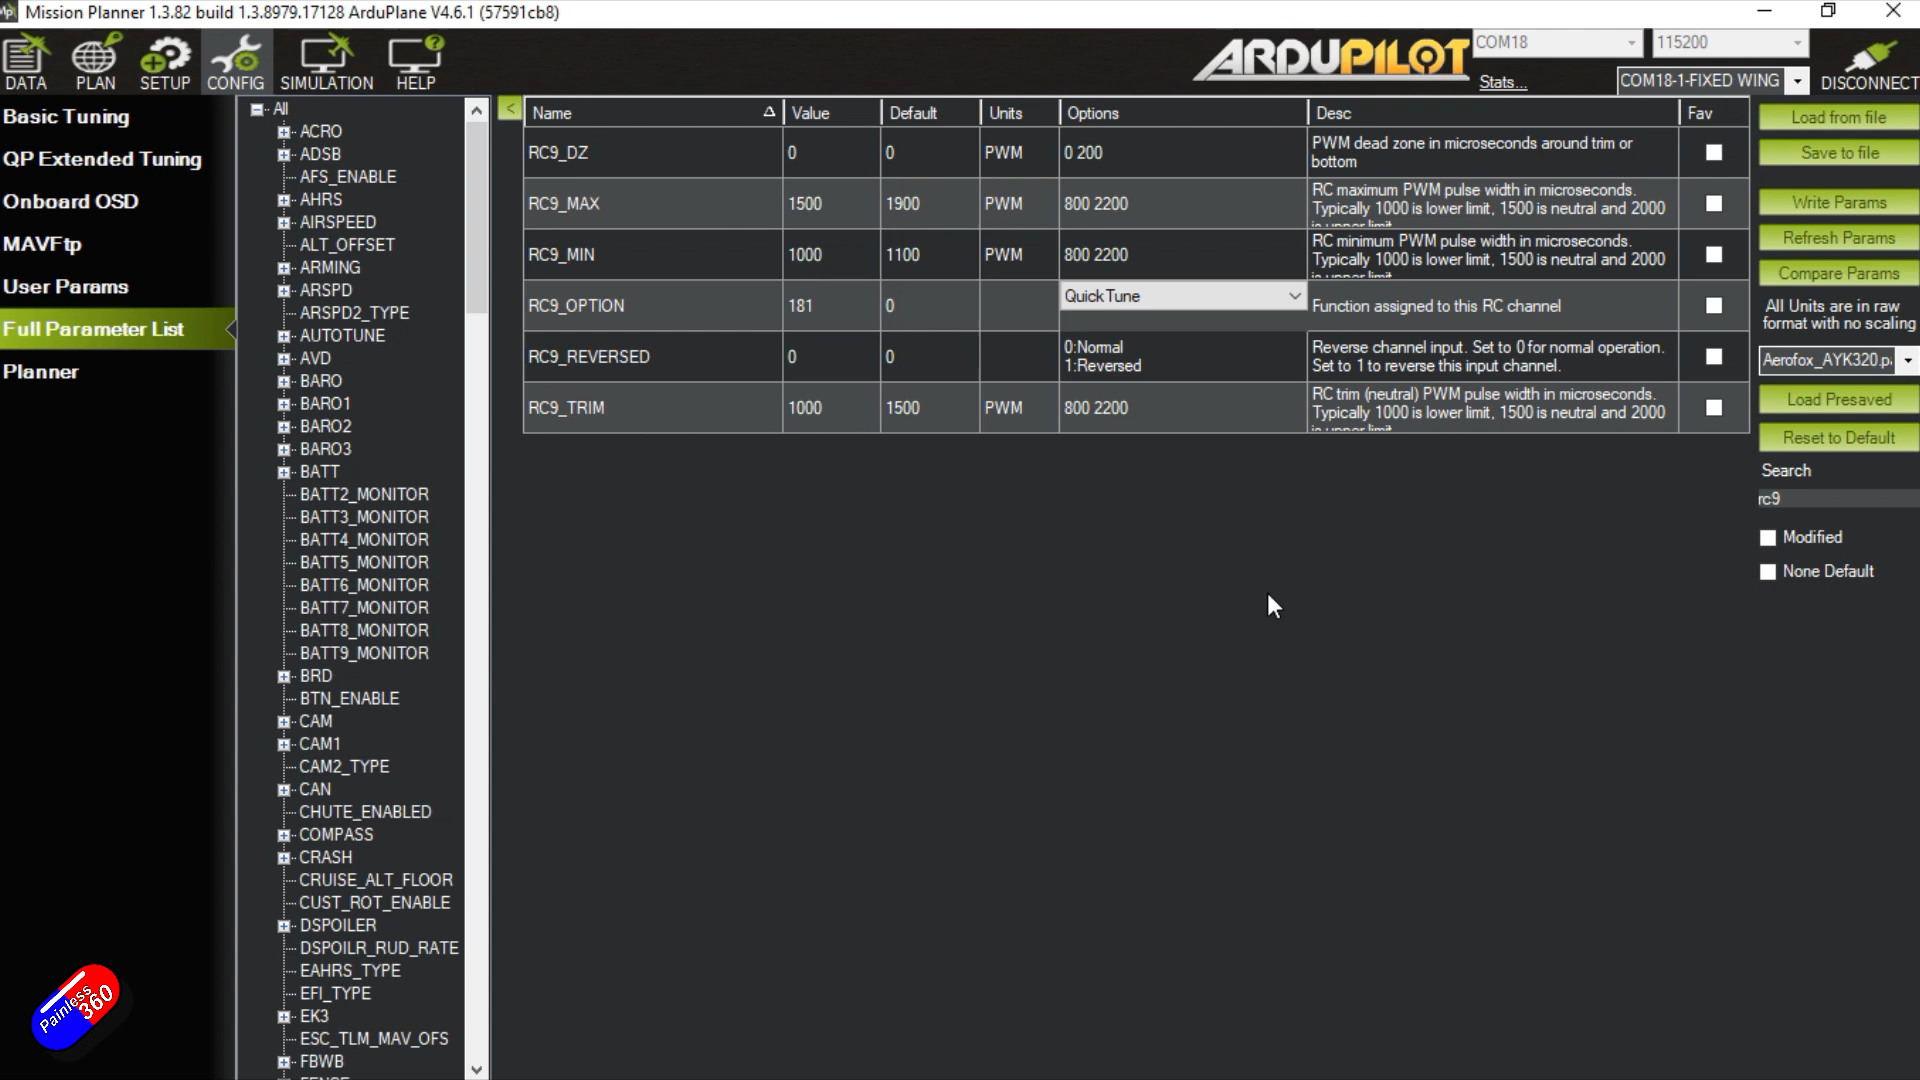 Mission Planner 1.3.82 build 1.3.8979.17128 ArduPlane V4.6.1 (57591cb8)
DATA
PLAN
SETUP
CONFIG
SIMULATION
HELP
ARDUPILOT
COM18
115200
Stats...
COM18-1-FIXED WING
DISCONNECT
Basic Tuning
QP Extended Tuning
Onboard OSD
MAVFtp
User Params
Full Parameter List
Planner
All
ACRO
ADSB
AFS_ENABLE
AHRS
AIRSPEED
ALT_OFFSET
ARMING
ARSPD
ARSPD2_TYPE
AUTOTUNE
AVD
BARO
BARO1
BARO2
BARO3
BATT
BATT2_MONITOR
BATT3_MONITOR
BATT4_MONITOR
BATT5_MONITOR
BATT6_MONITOR
BATT7_MONITOR
BATT8_MONITOR
BATT9_MONITOR
BRD
BTN_ENABLE
CAM
CAM1
CAM2_TYPE
CAN
CHUTE_ENABLED
COMPASS
CRASH
CRUISE_ALT_FLOOR
CUST_ROT_ENABLE
DSPOILER
DSPOILR_RUD_RATE
EAHRS_TYPE
EFI_TYPE
EK3
ESC_TLM_MAV_OFS
FBWB
<
Name Value Default Units Options Desc Fav
RC9_DZ 0 0 PWM 0 200 PWM dead zone in microseconds around trim or
bottom
RC9_MAX 1500 1900 PWM 800 2200 RC maximum PWM pulse width in microseconds.
Typically 1000 is lower limit, 1500 is neutral and 2000
is upper limit
RC9_MIN 1000 1100 PWM 800 2200 RC minimum PWM pulse width in microseconds.
Typically 1000 is lower limit, 1500 is neutral and 2000
is upper limit
RC9_OPTION 181 0 QuickTune Function assigned to this RC channel
RC9_REVERSED 0 0 0:Normal Reverse channel input. Set to 0 for normal operation.
1:Reversed Set to 1 to reverse this input channel.
RC9_TRIM 1000 1500 PWM 800 2200 RC trim (neutral) PWM pulse width in microseconds.
Typically 1000 is lower limit, 1500 is neutral and 2000
is upper limit
Load from file
Save to file
Write Params
Refresh Params
Compare Params
All Units are in raw
format with no scaling
Aerofox_AYK320.p
Load Presaved
Reset to Default
Search
rc9
Modified
None Default
Painless
360